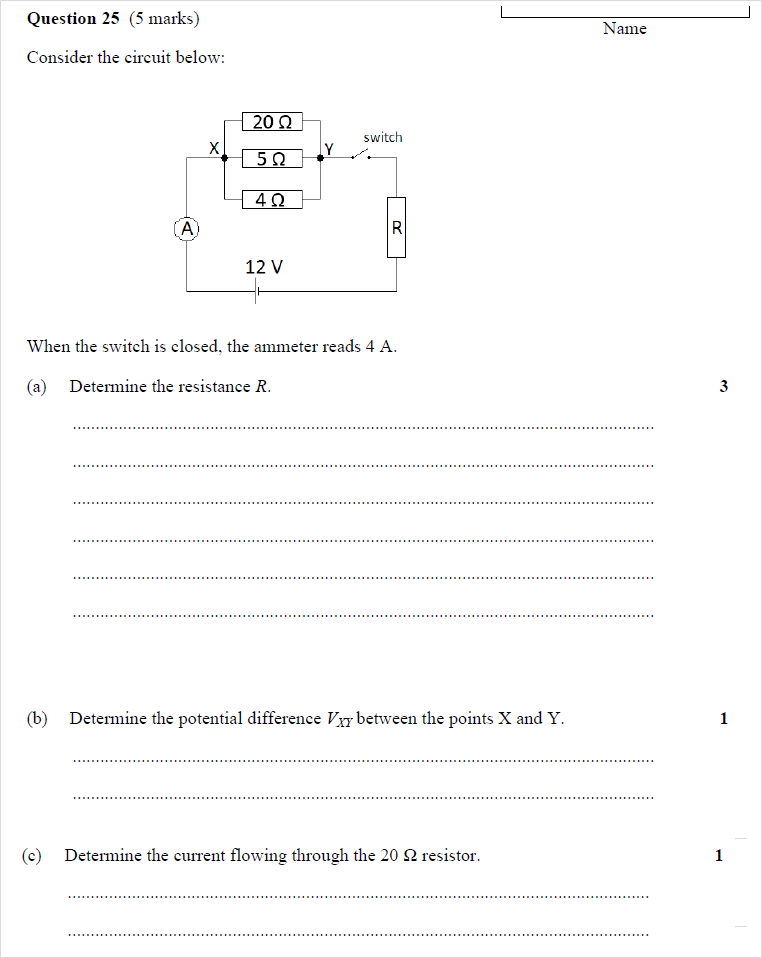 Question 25 (5 marks)
Name
Consider the circuit below:
20 Ω
switch
X
Y
5 Ω
4 Ω
A
R
12 V
When the switch is closed, the ammeter reads 4 A.
(a) Determine the resistance R. 3
(b) Determine the potential difference VXY between the points X and Y. 1
(c) Determine the current flowing through the 20 Ω resistor. 1